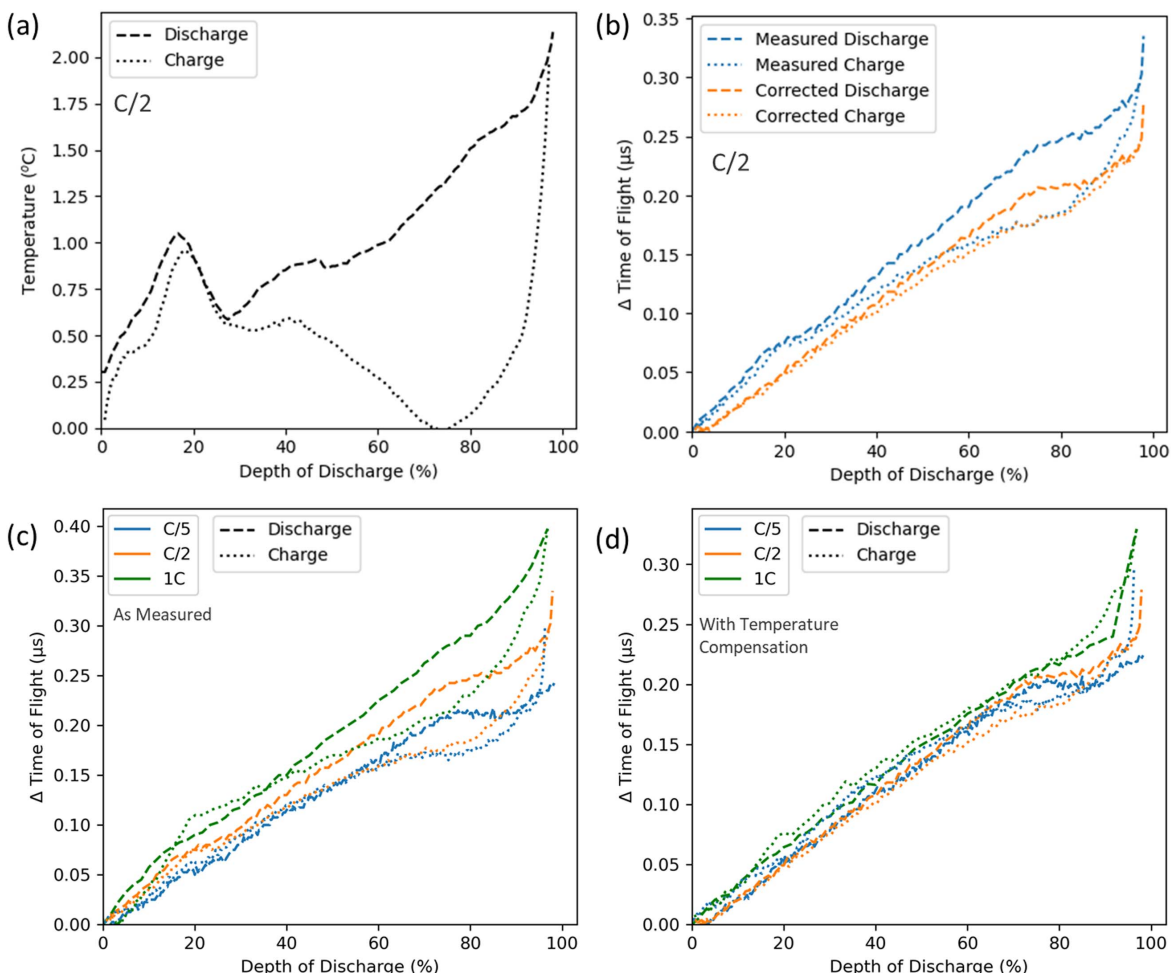 (a)
Discharge
Charge
C/2
Temperature (⁰C)
2.00
1.75
1.50
1.25
1.00
0.75
0.50
0.25
0.00
0 20 40 60 80 100
Depth of Discharge (%)
(b)
Measured Discharge
Measured Charge
Corrected Discharge
Corrected Charge
C/2
Δ Time of Flight (μs)
0.35
0.30
0.25
0.20
0.15
0.10
0.05
0.00
0 20 40 60 80 100
Depth of Discharge (%)
(c)
C/5
C/2
1C
Discharge
Charge
As Measured
Δ Time of Flight (μs)
0.40
0.35
0.30
0.25
0.20
0.15
0.10
0.05
0.00
0 20 40 60 80 100
Depth of Discharge (%)
(d)
C/5
C/2
1C
Discharge
Charge
With Temperature
Compensation
Δ Time of Flight (μs)
0.30
0.25
0.20
0.15
0.10
0.05
0.00
0 20 40 60 80 100
Depth of Discharge (%)